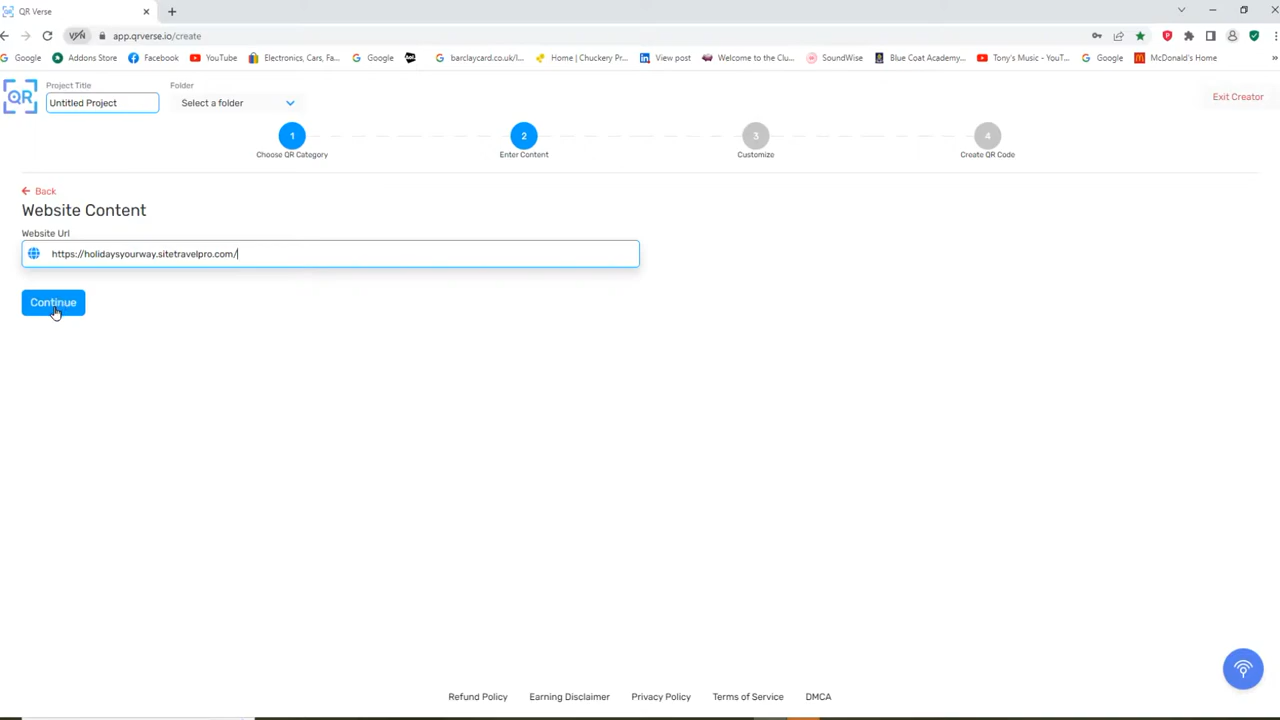 QR Verse
app.qrverse.io/create
Google
Addons Store
Facebook
YouTube
Electronics, Cars, Fa...
Google
Aol.
barclaycard.co.uk/l...
Home | Chuckery Pr...
View post
Welcome to the Clu...
SoundWise
Blue Coat Academy...
Tony's Music - YouT...
Google
McDonald's Home
»
QR
Project Title
Untitled Project
Folder
Select a folder
Exit Creator
1
2
3
4
Choose QR Category
Enter Content
Customize
Create QR Code
Back
Website Content
Website Url
https://holidaysyourway.sitetravelpro.com/
Continue
Refund Policy
Earning Disclaimer
Privacy Policy
Terms of Service
DMCA